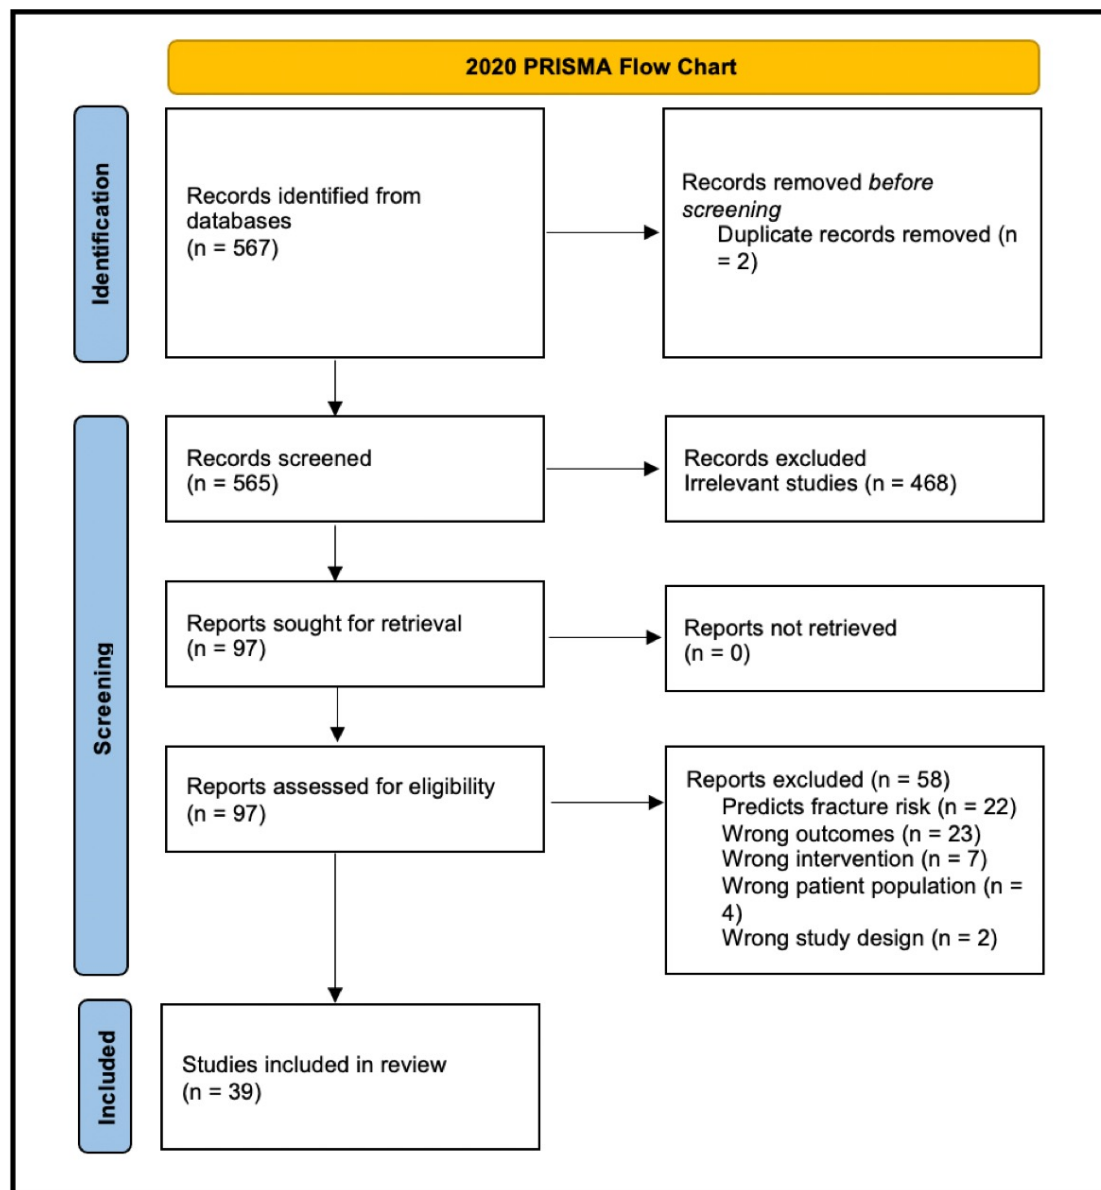 2020 PRISMA Flow Chart
Identification
Records identified from
databases
(n = 567)
Records removed before
screening
Duplicate records removed (n
= 2)
Screening
Records screened
(n = 565)
Records excluded
Irrelevant studies (n = 468)
Reports sought for retrieval
(n = 97)
Reports not retrieved
(n = 0)
Reports assessed for eligibility
(n = 97)
Reports excluded (n = 58)
Predicts fracture risk (n = 22)
Wrong outcomes (n = 23)
Wrong intervention (n = 7)
Wrong patient population (n =
4)
Wrong study design (n = 2)
Included
Studies included in review
(n = 39)